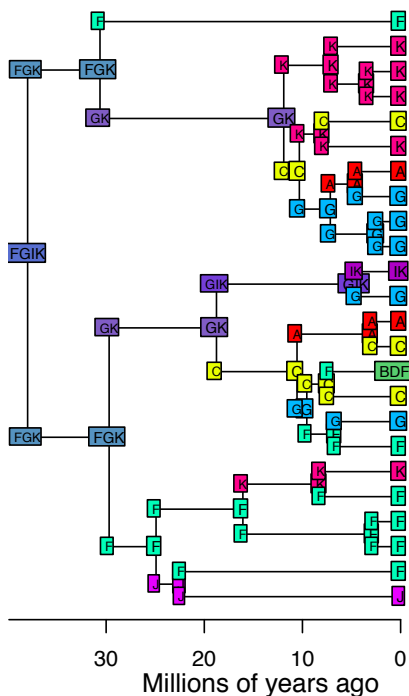 F F
K K
FGK FGK K K K K
K K
K K K
GK GK C C
K K
K K
C C A A
A A
G G
G G
G G
G G
G G
FGIK
IK IK
GIK GIK
G G
A A
GK GK
A A
C C
C C F BDF
C C
C C
G G
G G
F F
FGK FGK
F F
K K
K K
F F
F F
F F
F F
F F F F
F F
J J
J J
30 20 10 0
Millions of years ago